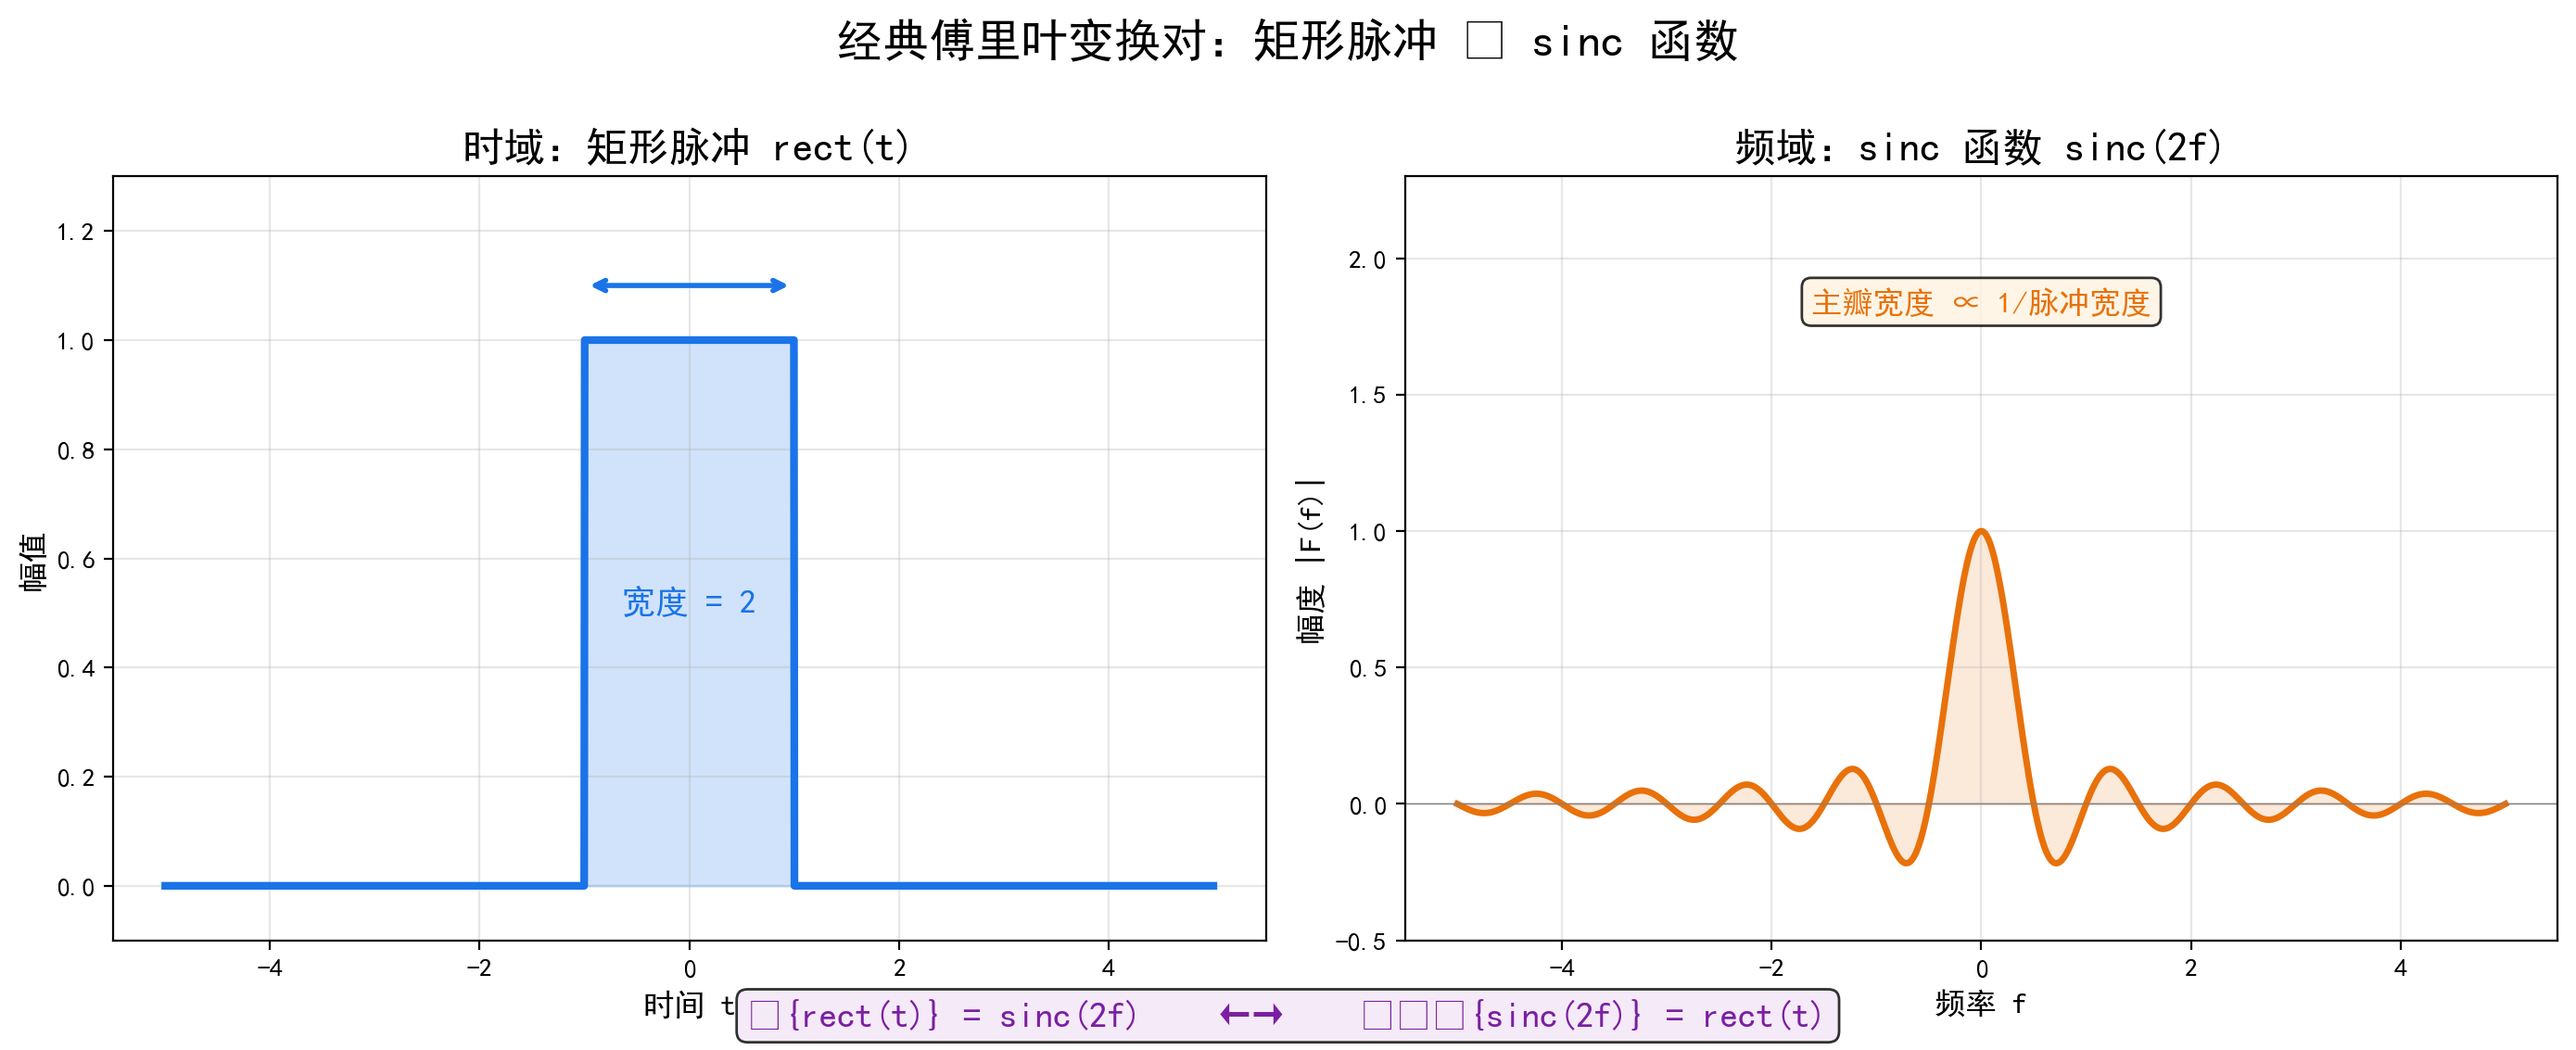 经典傅里叶变换对：矩形脉冲 □ sinc 函数
时域：矩形脉冲 rect(t)
幅值
1.2
1.0
0.8
0.6
0.4
0.2
0.0
宽度 = 2
−4
−2
0
2
4
时间 t
频域：sinc 函数 sinc(2f)
幅度 |F(f)|
2.0
1.5
1.0
0.5
0.0
−0.5
主瓣宽度 ∝ 1/脉冲宽度
−4
−2
0
2
4
频率 f
□{rect(t)} = sinc(2f) ⟷ □□□{sinc(2f)} = rect(t)